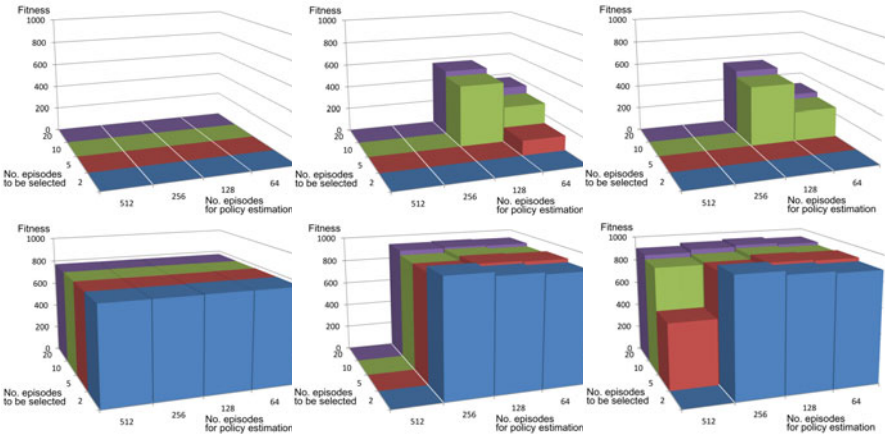 Fitness
1000
800
600
400
200
0
20
10
5
2
No. episodes
to be selected
512
256
128
64
No. episodes
for policy estimation
Fitness
1000
800
600
400
200
0
20
10
5
2
No. episodes
to be selected
512
256
128
64
No. episodes
for policy estimation
Fitness
1000
800
600
400
200
0
20
10
5
2
No. episodes
to be selected
512
256
128
64
No. episodes
for policy estimation
Fitness
1000
800
600
400
200
0
20
10
5
2
No. episodes
to be selected
512
256
128
64
No. episodes
for policy estimation
Fitness
1000
800
600
400
200
0
20
10
5
2
No. episodes
to be selected
512
256
128
64
No. episodes
for policy estimation
Fitness
1000
800
600
400
200
0
20
10
5
2
No. episodes
to be selected
512
256
128
64
No. episodes
for policy estimation